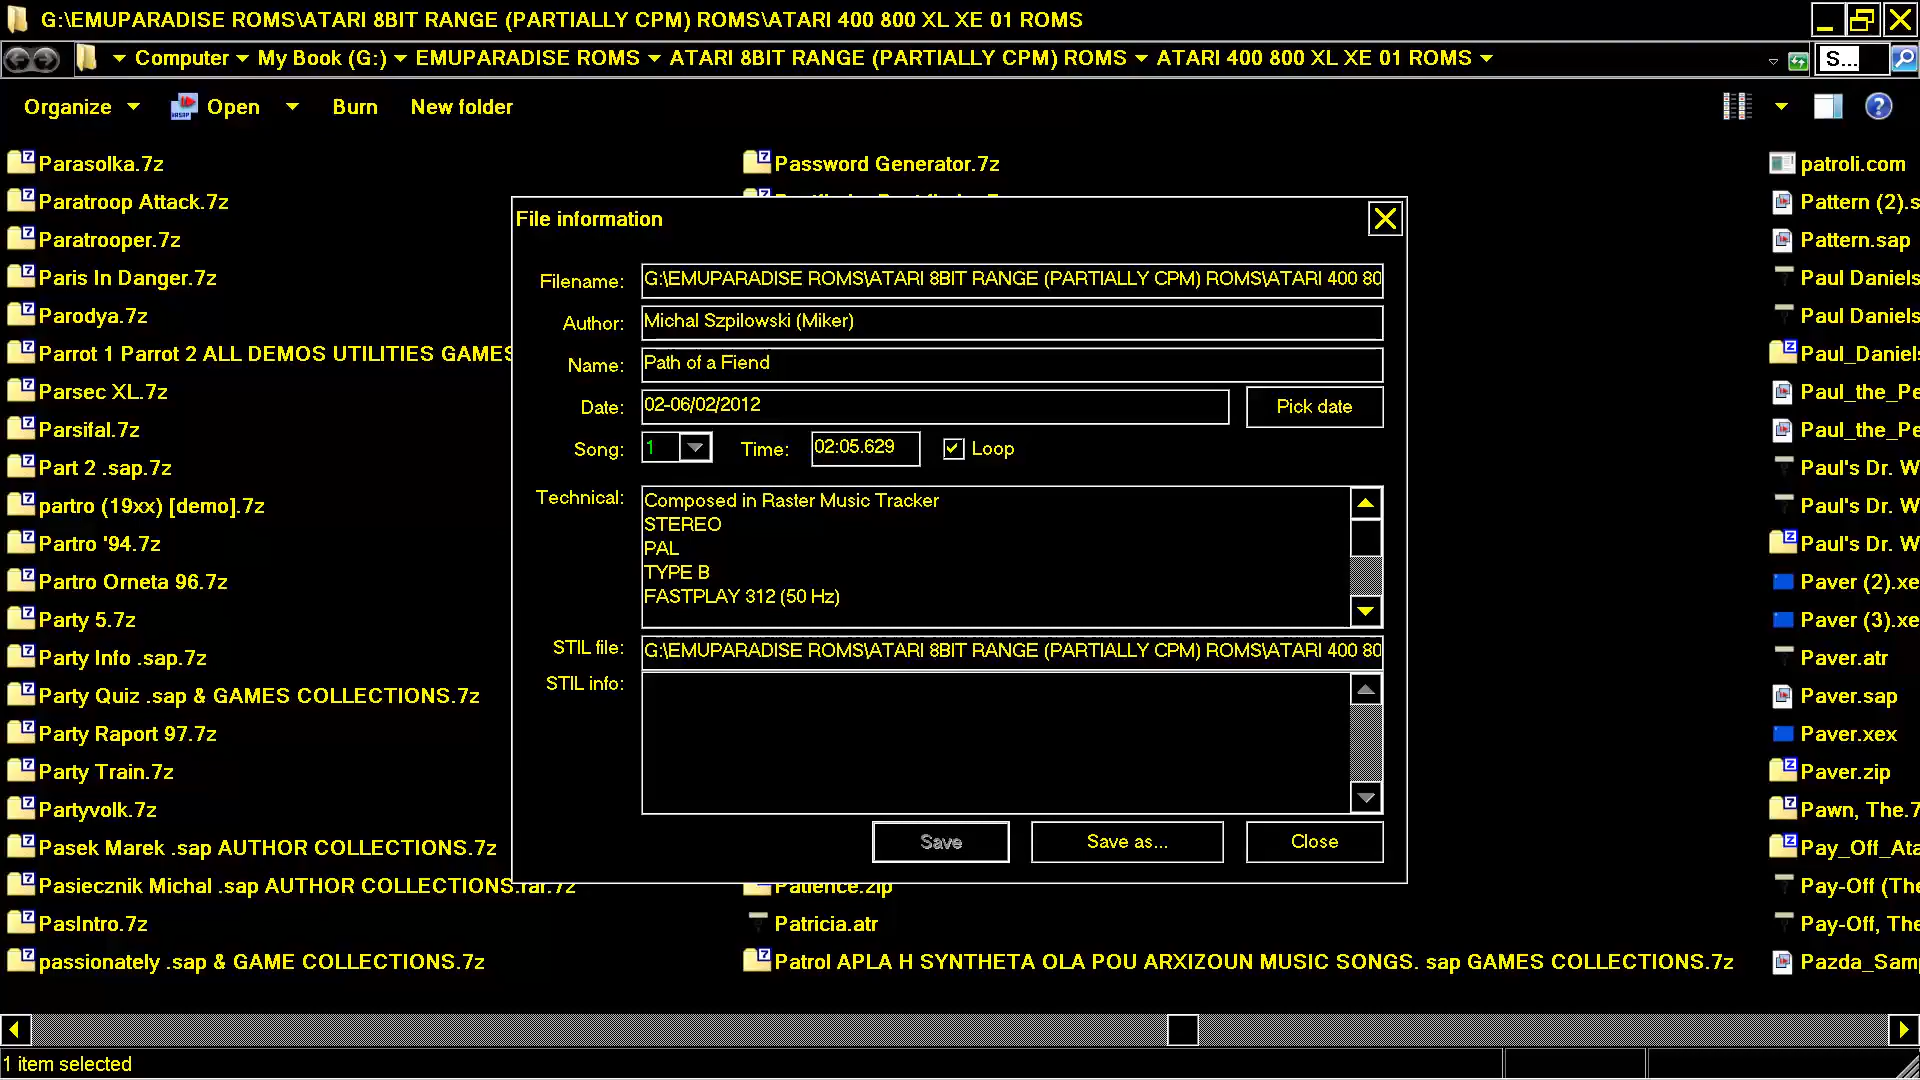 G:\EMUPARADISE ROMS\ATARI 8BIT RANGE (PARTIALLY CPM) ROMS\ATARI 400 800 XL XE 01 ROMS
Computer My Book (G:) EMUPARADISE ROMS ATARI 8BIT RANGE (PARTIALLY CPM) ROMS ATARI 400 800 XL XE 01 ROMS S...
Organize Open Burn New folder
Parasolka.7z
Paratroop Attack.7z
Paratrooper.7z
Paris In Danger.7z
Parodya.7z
Parrot 1 Parrot 2 ALL DEMOS UTILITIES GAMES
Parsec XL.7z
Parsifal.7z
Part 2 .sap.7z
partro (19xx) [demo].7z
Partro '94.7z
Partro Orneta 96.7z
Party 5.7z
Party Info .sap.7z
Party Quiz .sap & GAMES COLLECTIONS.7z
Party Raport 97.7z
Party Train.7z
Partyvolk.7z
Pasek Marek .sap AUTHOR COLLECTIONS.7z
Pasiecznik Michal .sap AUTHOR COLLECTIONS.rar.7z
PasIntro.7z
passionately .sap & GAME COLLECTIONS.7z
Password Generator.7z
File information
Filename: G:\EMUPARADISE ROMS\ATARI 8BIT RANGE (PARTIALLY CPM) ROMS\ATARI 400 80
Author: Michal Szpilowski (Miker)
Name: Path of a Fiend
Date: 02-06/02/2012 Pick date
Song: 1 Time: 02:05.629 Loop
Technical: Composed in Raster Music Tracker
STEREO
PAL
TYPE B
FASTPLAY 312 (50 Hz)
STIL file: G:\EMUPARADISE ROMS\ATARI 8BIT RANGE (PARTIALLY CPM) ROMS\ATARI 400 80
STIL info:
Save Save as... Close
Patience.zip
Patricia.atr
Patrol APLA H SYNTHETA OLA POU ARXIZOUN MUSIC SONGS. sap GAMES COLLECTIONS.7z
patroli.com
Pattern (2).s
Pattern.sap
Paul Daniels
Paul Daniels
Paul_Daniels
Paul_the_Pe
Paul_the_Pe
Paul's Dr. W
Paul's Dr. W
Paul's Dr. W
Paver (2).xe
Paver (3).xe
Paver.atr
Paver.sap
Paver.xex
Paver.zip
Pawn, The.7
Pay_Off_Ata
Pay-Off (The
Pay-Off, The
Pazda_Samp
1 item selected